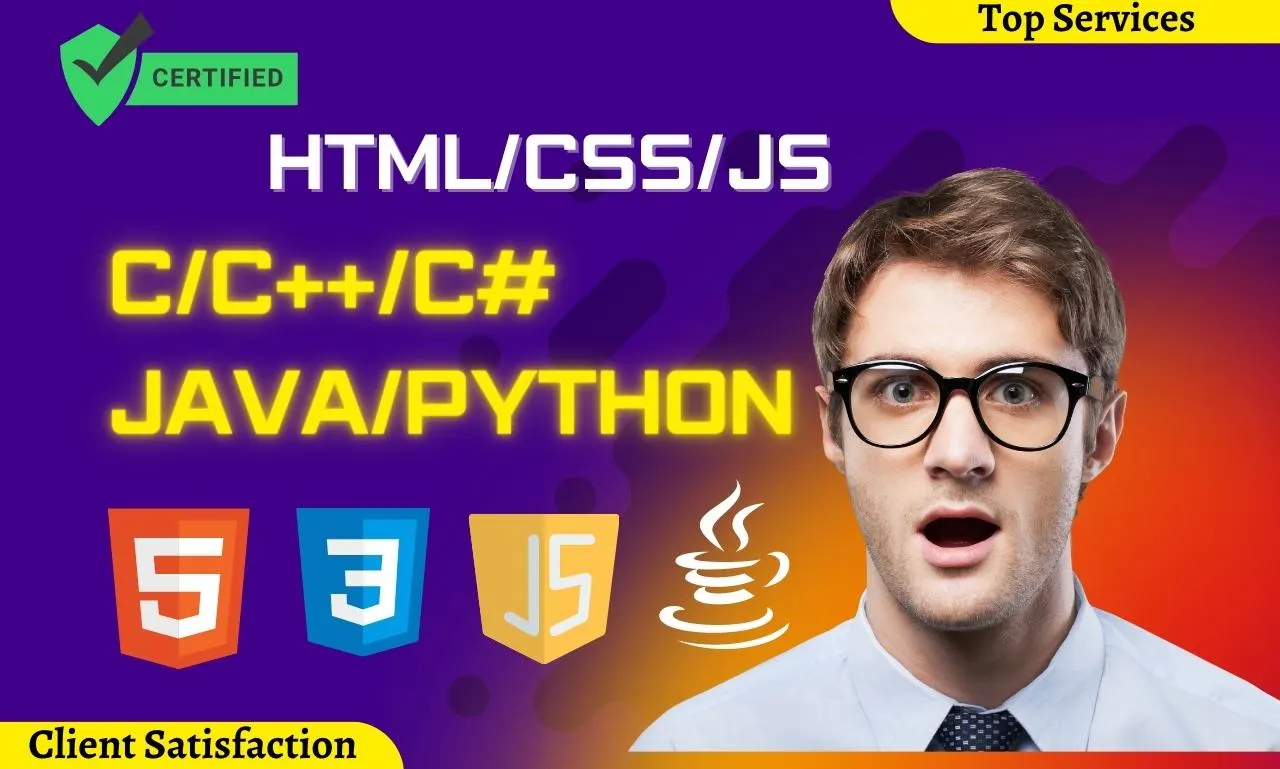 Top Services
CERTIFIED
HTML/CSS/JS
C/C++/C#
JAVA/PYTHON
5
3
JS
Client Satisfaction